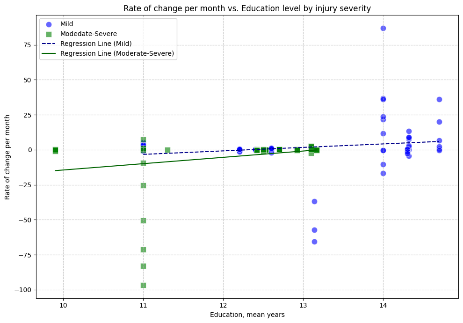 Rate of change per month vs. Education level by injury severity
Mild
Modedate-Severe
Regression Line (Mild)
Regression Line (Moderate-Severe)
Rate of change per month
75
50
25
0
−25
−50
−75
−100
10
11
12
13
14
Education, mean years